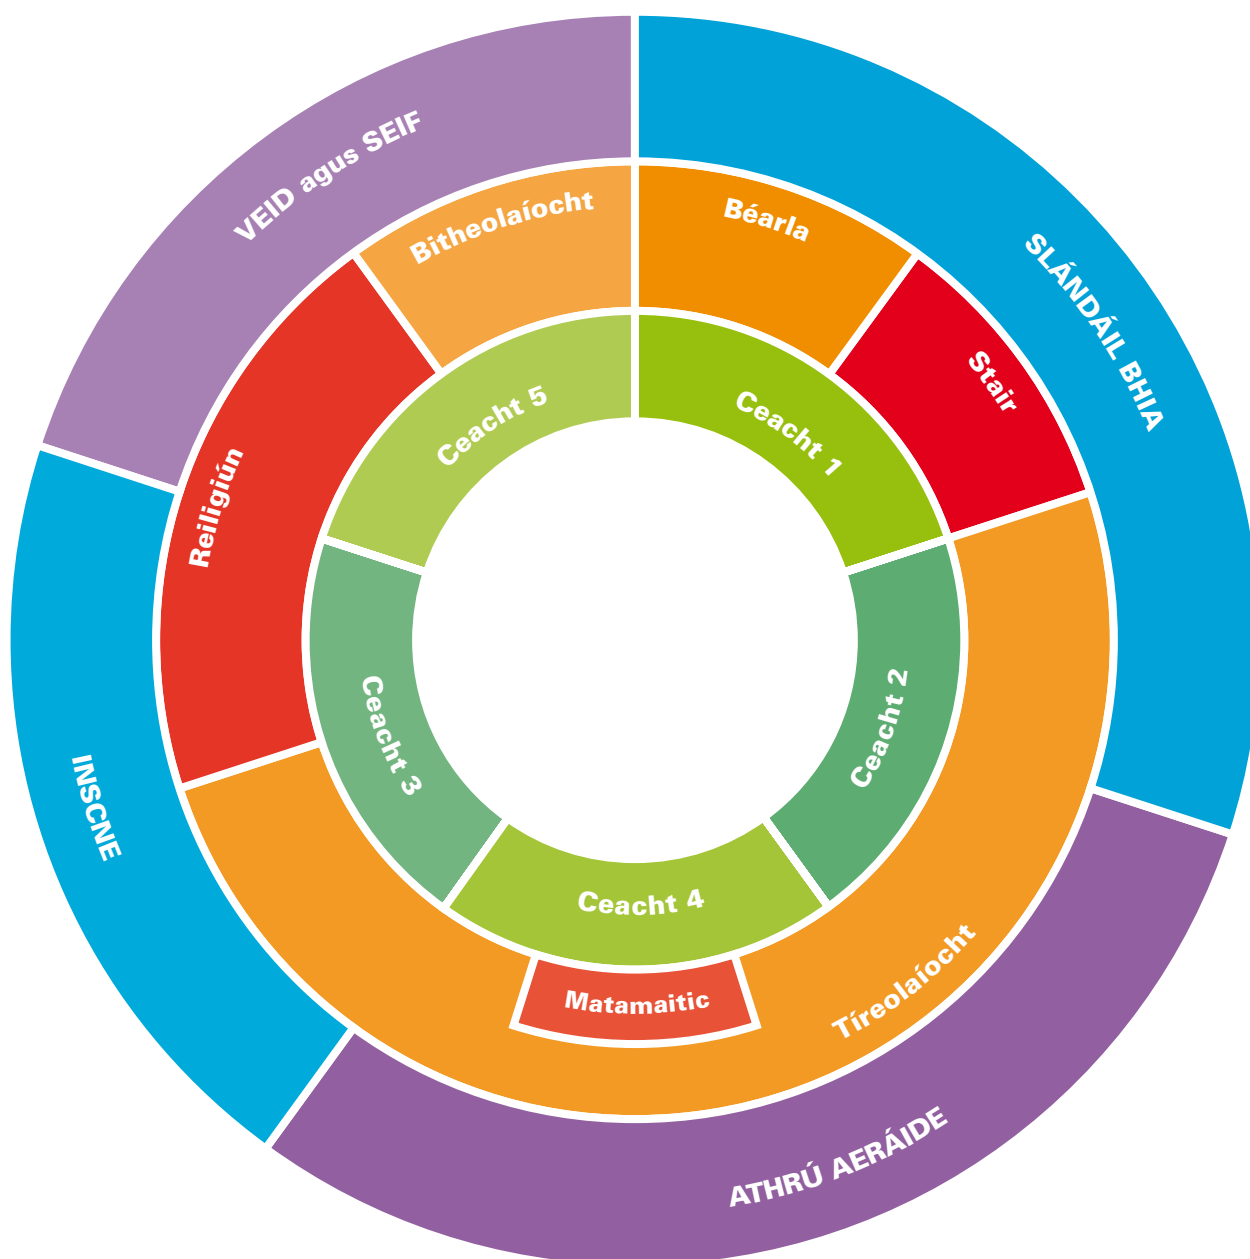 VEID agus SEIF
SLÁNDÁIL BHIA
ATHRÚ AERÁIDE
INSCNE
Bitheolaíocht
Béarla
Stair
Tíreolaíocht
Matamaitic
Reiligiún
Ceacht 1
Ceacht 2
Ceacht 4
Ceacht 3
Ceacht 5